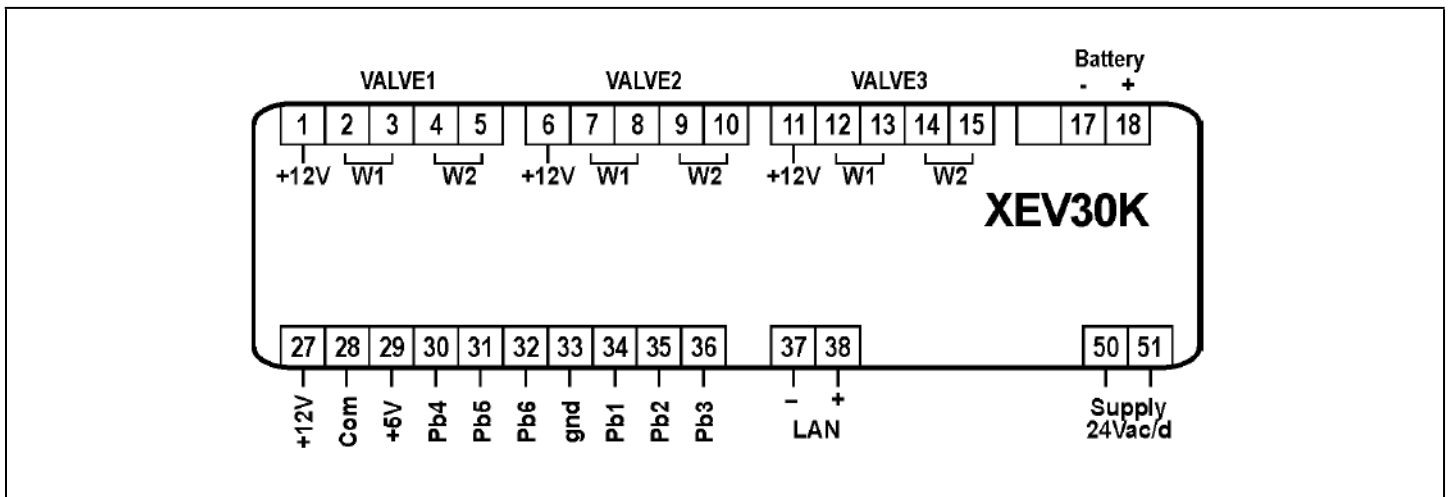 Battery
VALVE1 VALVE2 VALVE3 - +
1 2 3 4 5 6 7 8 9 10 11 12 13 14 15 17 18
+12V W1 W2 +12V W1 W2 +12V W1 W2
XEV30K
27 28 29 30 31 32 33 34 35 36 37 38 50 51
+12V Com +5V Pb4 Pb5 Pb6 gnd Pb1 Pb2 Pb3 - +
LAN
Supply
24Vac/d